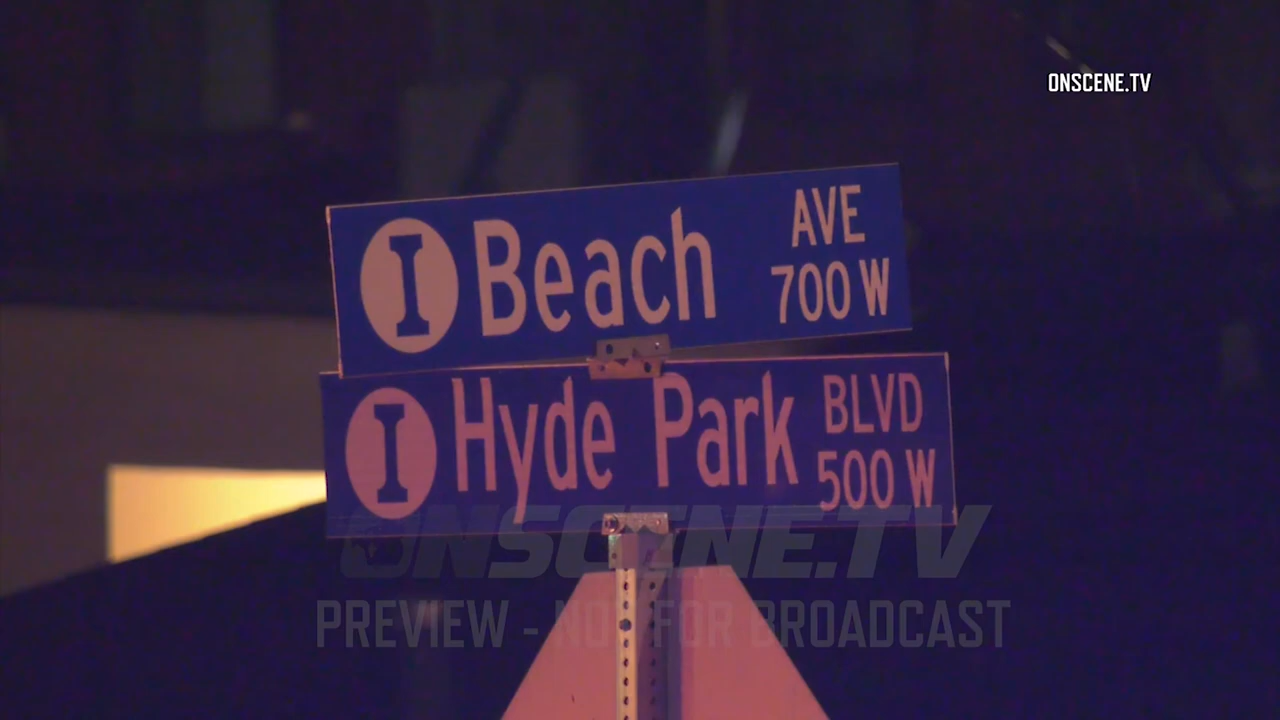 ONSCENE.TV
I Beach AVE
700 W
I Hyde Park BLVD
500 W
ONSCENE.TV
PREVIEW - NOT FOR BROADCAST